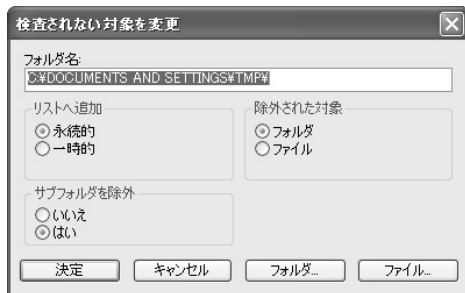 検査されない対象を変更
フォルダ名:
C:¥DOCUMENTS AND SETTINGS¥TMP¥
リストへ追加
永続的
一時的
除外された対象
フォルダ
ファイル
サブフォルダを除外
いいえ
はい
決定
キャンセル
フォルダ...
ファイル...